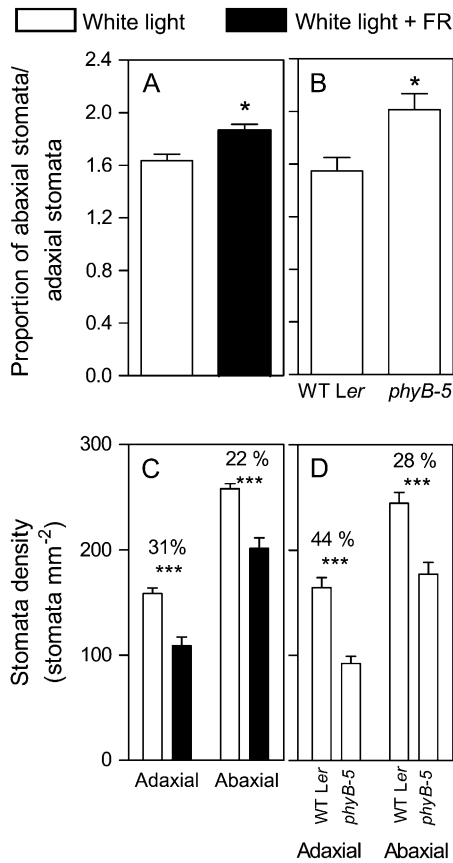 White light White light + FR
Proportion of abaxial stomata/
adaxial stomata
2.4
2.0
1.6
1.2
0.8
0.4
0.0
A
*
B
*
WT Ler phyB-5
Stomata density
(stomata mm-2)
300
200
100
0
C
31%
***
22 %
***
Adaxial Abaxial
D
44 %
***
28 %
***
WT Ler
phyB-5
WT Ler
phyB-5
Adaxial Abaxial